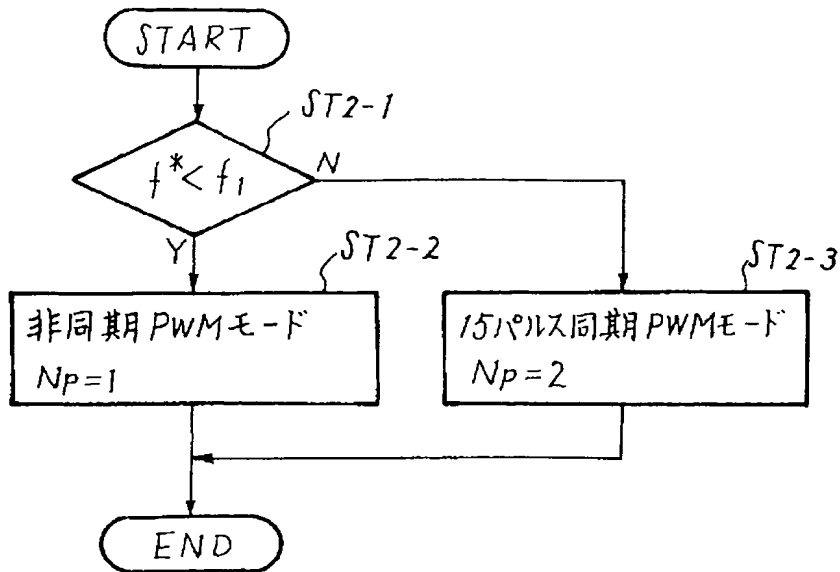 START
ST2-1
f*<f₁
N
Y
ST2-2
ST2-3
非同期PWMモード
Np=1
15パルス同期PWMモード
Np=2
END